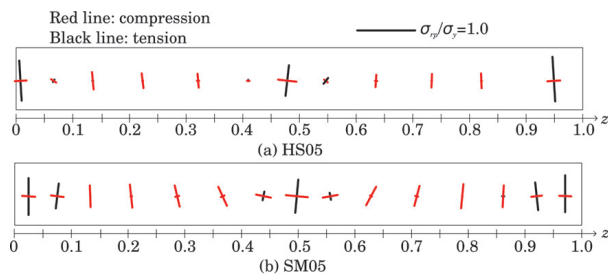 Red line: compression
Black line: tension
σrp/σy=1.0
0 0.1 0.2 0.3 0.4 0.5 0.6 0.7 0.8 0.9 1.0 z
(a) HS05
0 0.1 0.2 0.3 0.4 0.5 0.6 0.7 0.8 0.9 1.0 z
(b) SM05